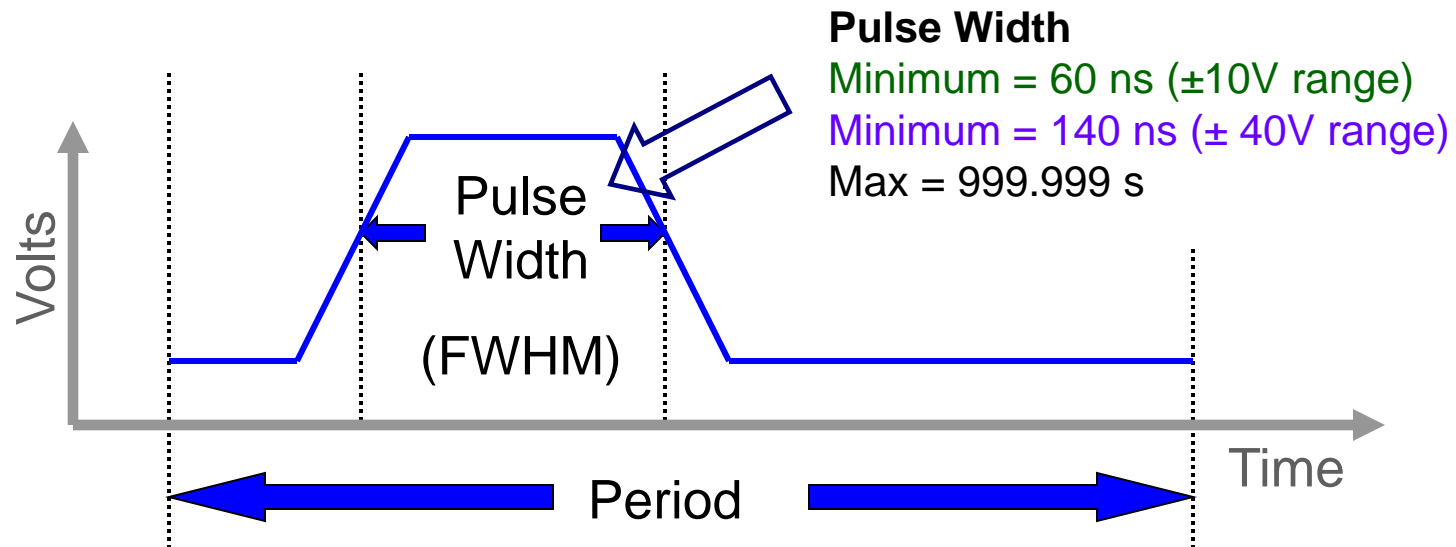 Pulse Width
Minimum = 60 ns (±10V range)
Minimum = 140 ns (± 40V range)
Max = 999.999 s
Volts
Pulse
Width
(FWHM)
Time
Period